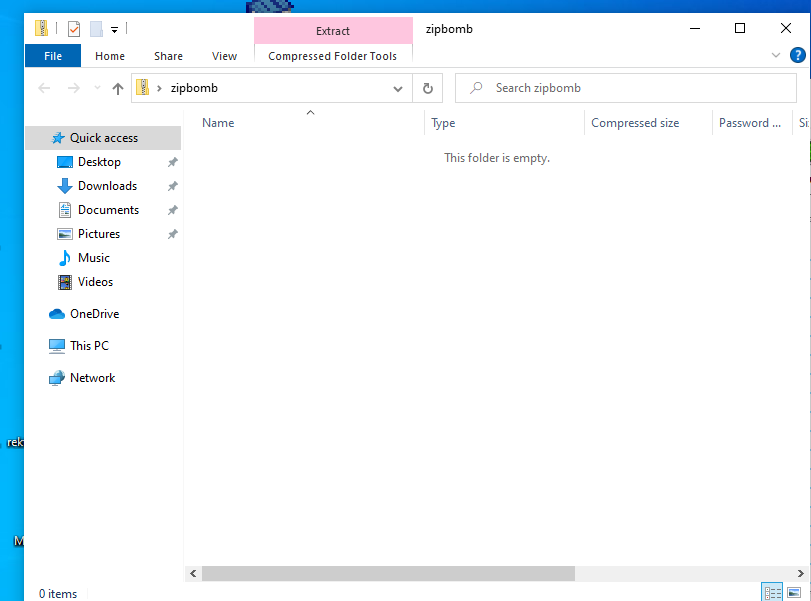 Extract
zipbomb
File
Home
Share
View
Compressed Folder Tools
?
zipbomb
Search zipbomb
Name
Type
Compressed size
Password ...
Quick access
This folder is empty.
Desktop
Downloads
Documents
Pictures
Music
Videos
OneDrive
This PC
Network
rek
M
0 items